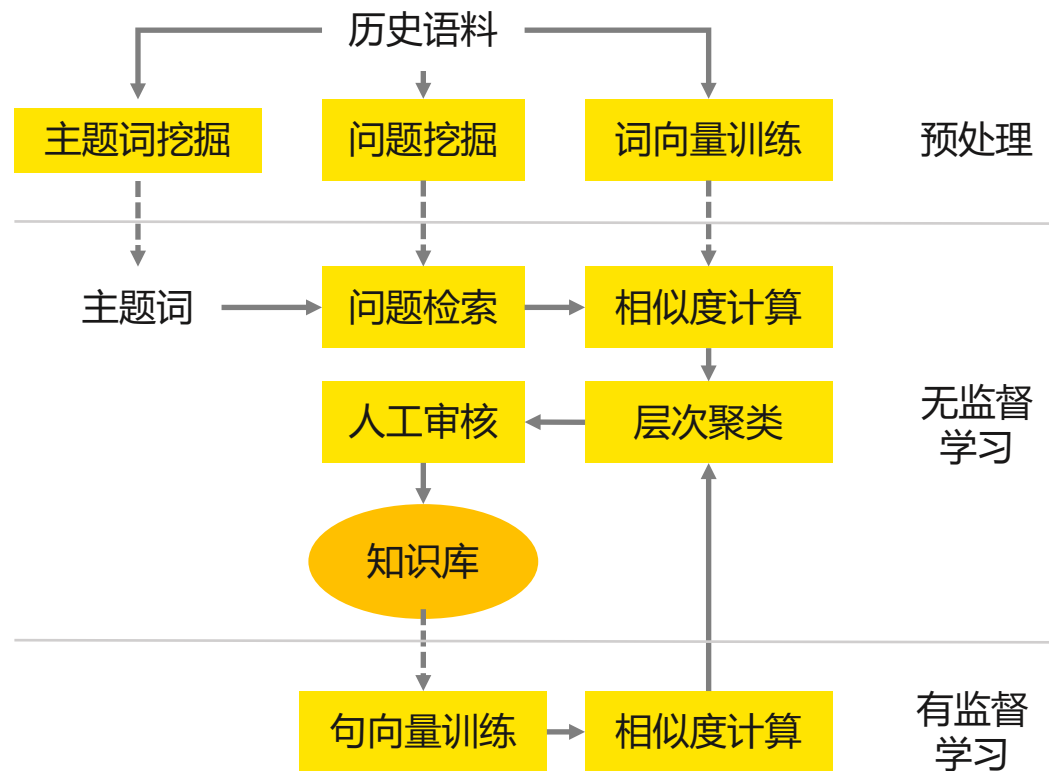 历史语料
主题词挖掘
问题挖掘
词向量训练
预处理
主题词
问题检索
相似度计算
人工审核
层次聚类
无监督
学习
知识库
句向量训练
相似度计算
有监督
学习